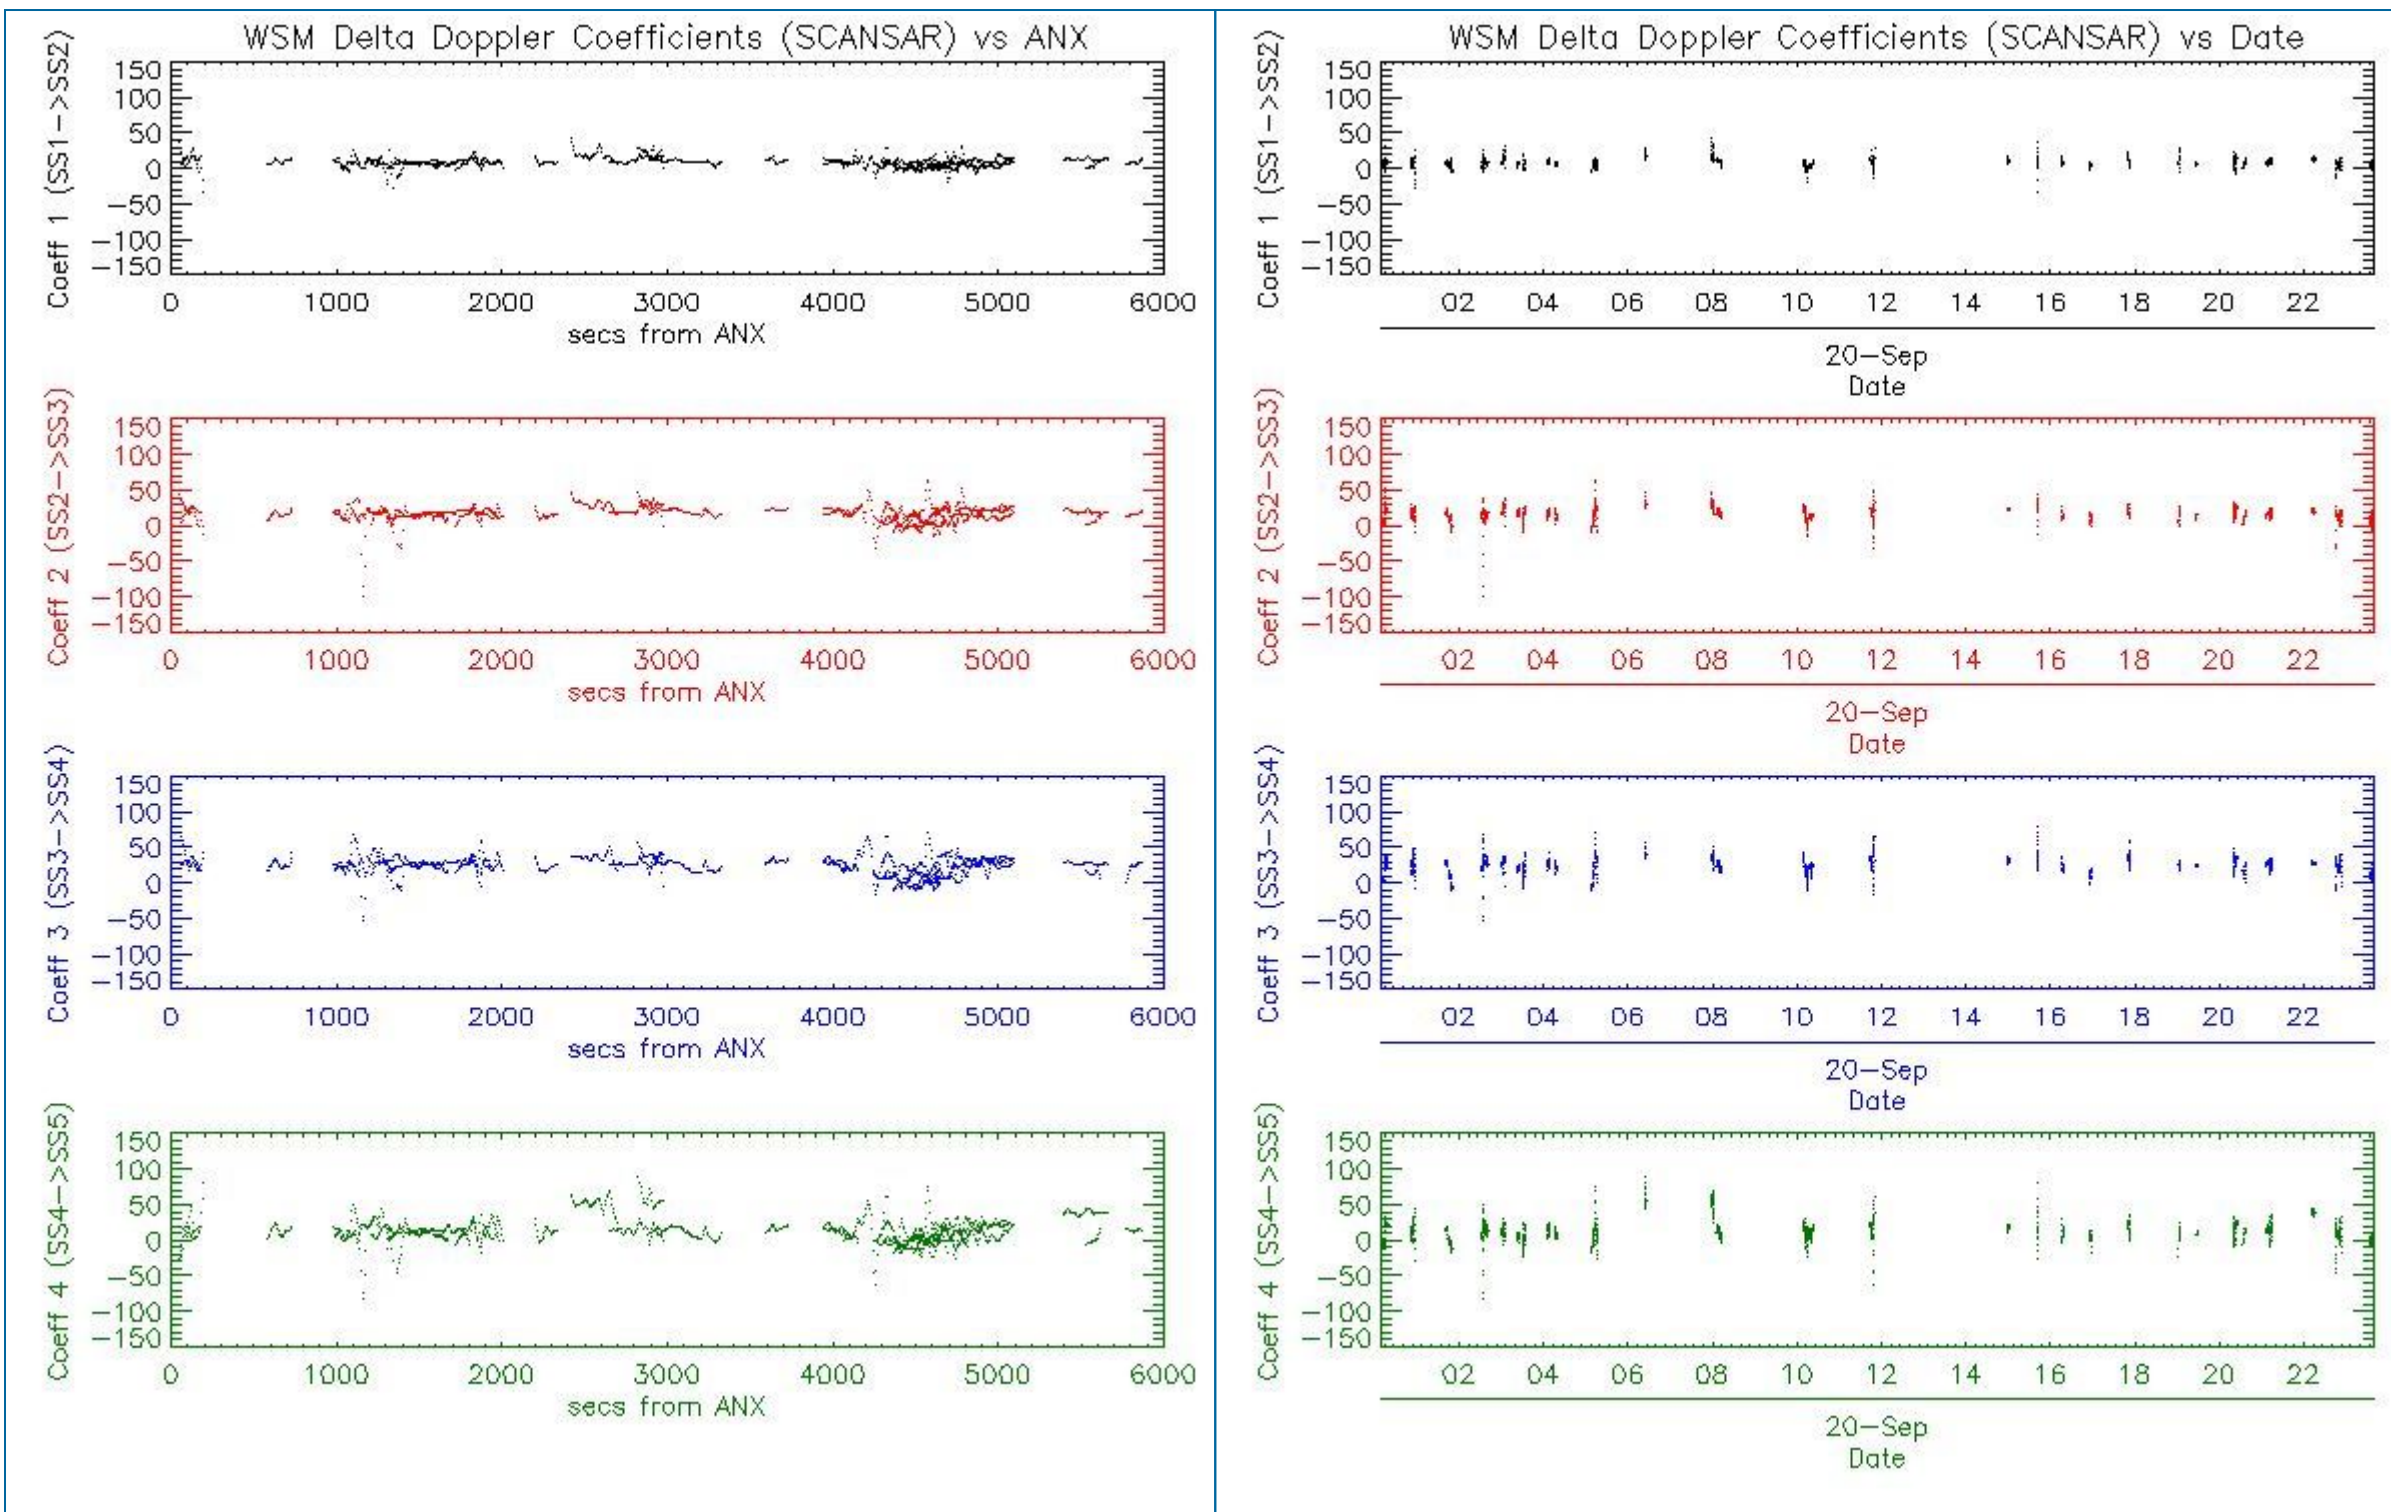 WSM Delta Doppler Coefficients (SCANSAR) vs ANX
Coeff 1 (SS1->SS2)
150
100
50
0
-50
-100
-150
0 1000 2000 3000 4000 5000 6000
secs from ANX
Coeff 2 (SS2->SS3)
150
100
50
0
-50
-100
-150
0 1000 2000 3000 4000 5000 6000
secs from ANX
Coeff 3 (SS3->SS4)
150
100
50
0
-50
-100
-150
0 1000 2000 3000 4000 5000 6000
secs from ANX
Coeff 4 (SS4->SS5)
150
100
50
0
-50
-100
-150
0 1000 2000 3000 4000 5000 6000
secs from ANX
WSM Delta Doppler Coefficients (SCANSAR) vs Date
Coeff 1 (SS1->SS2)
150
100
50
0
-50
-100
-150
02 04 06 08 10 12 14 16 18 20 22
20-Sep
Date
Coeff 2 (SS2->SS3)
150
100
50
0
-50
-100
-150
02 04 06 08 10 12 14 16 18 20 22
20-Sep
Date
Coeff 3 (SS3->SS4)
150
100
50
0
-50
-100
-150
02 04 06 08 10 12 14 16 18 20 22
20-Sep
Date
Coeff 4 (SS4->SS5)
150
100
50
0
-50
-100
-150
02 04 06 08 10 12 14 16 18 20 22
20-Sep
Date